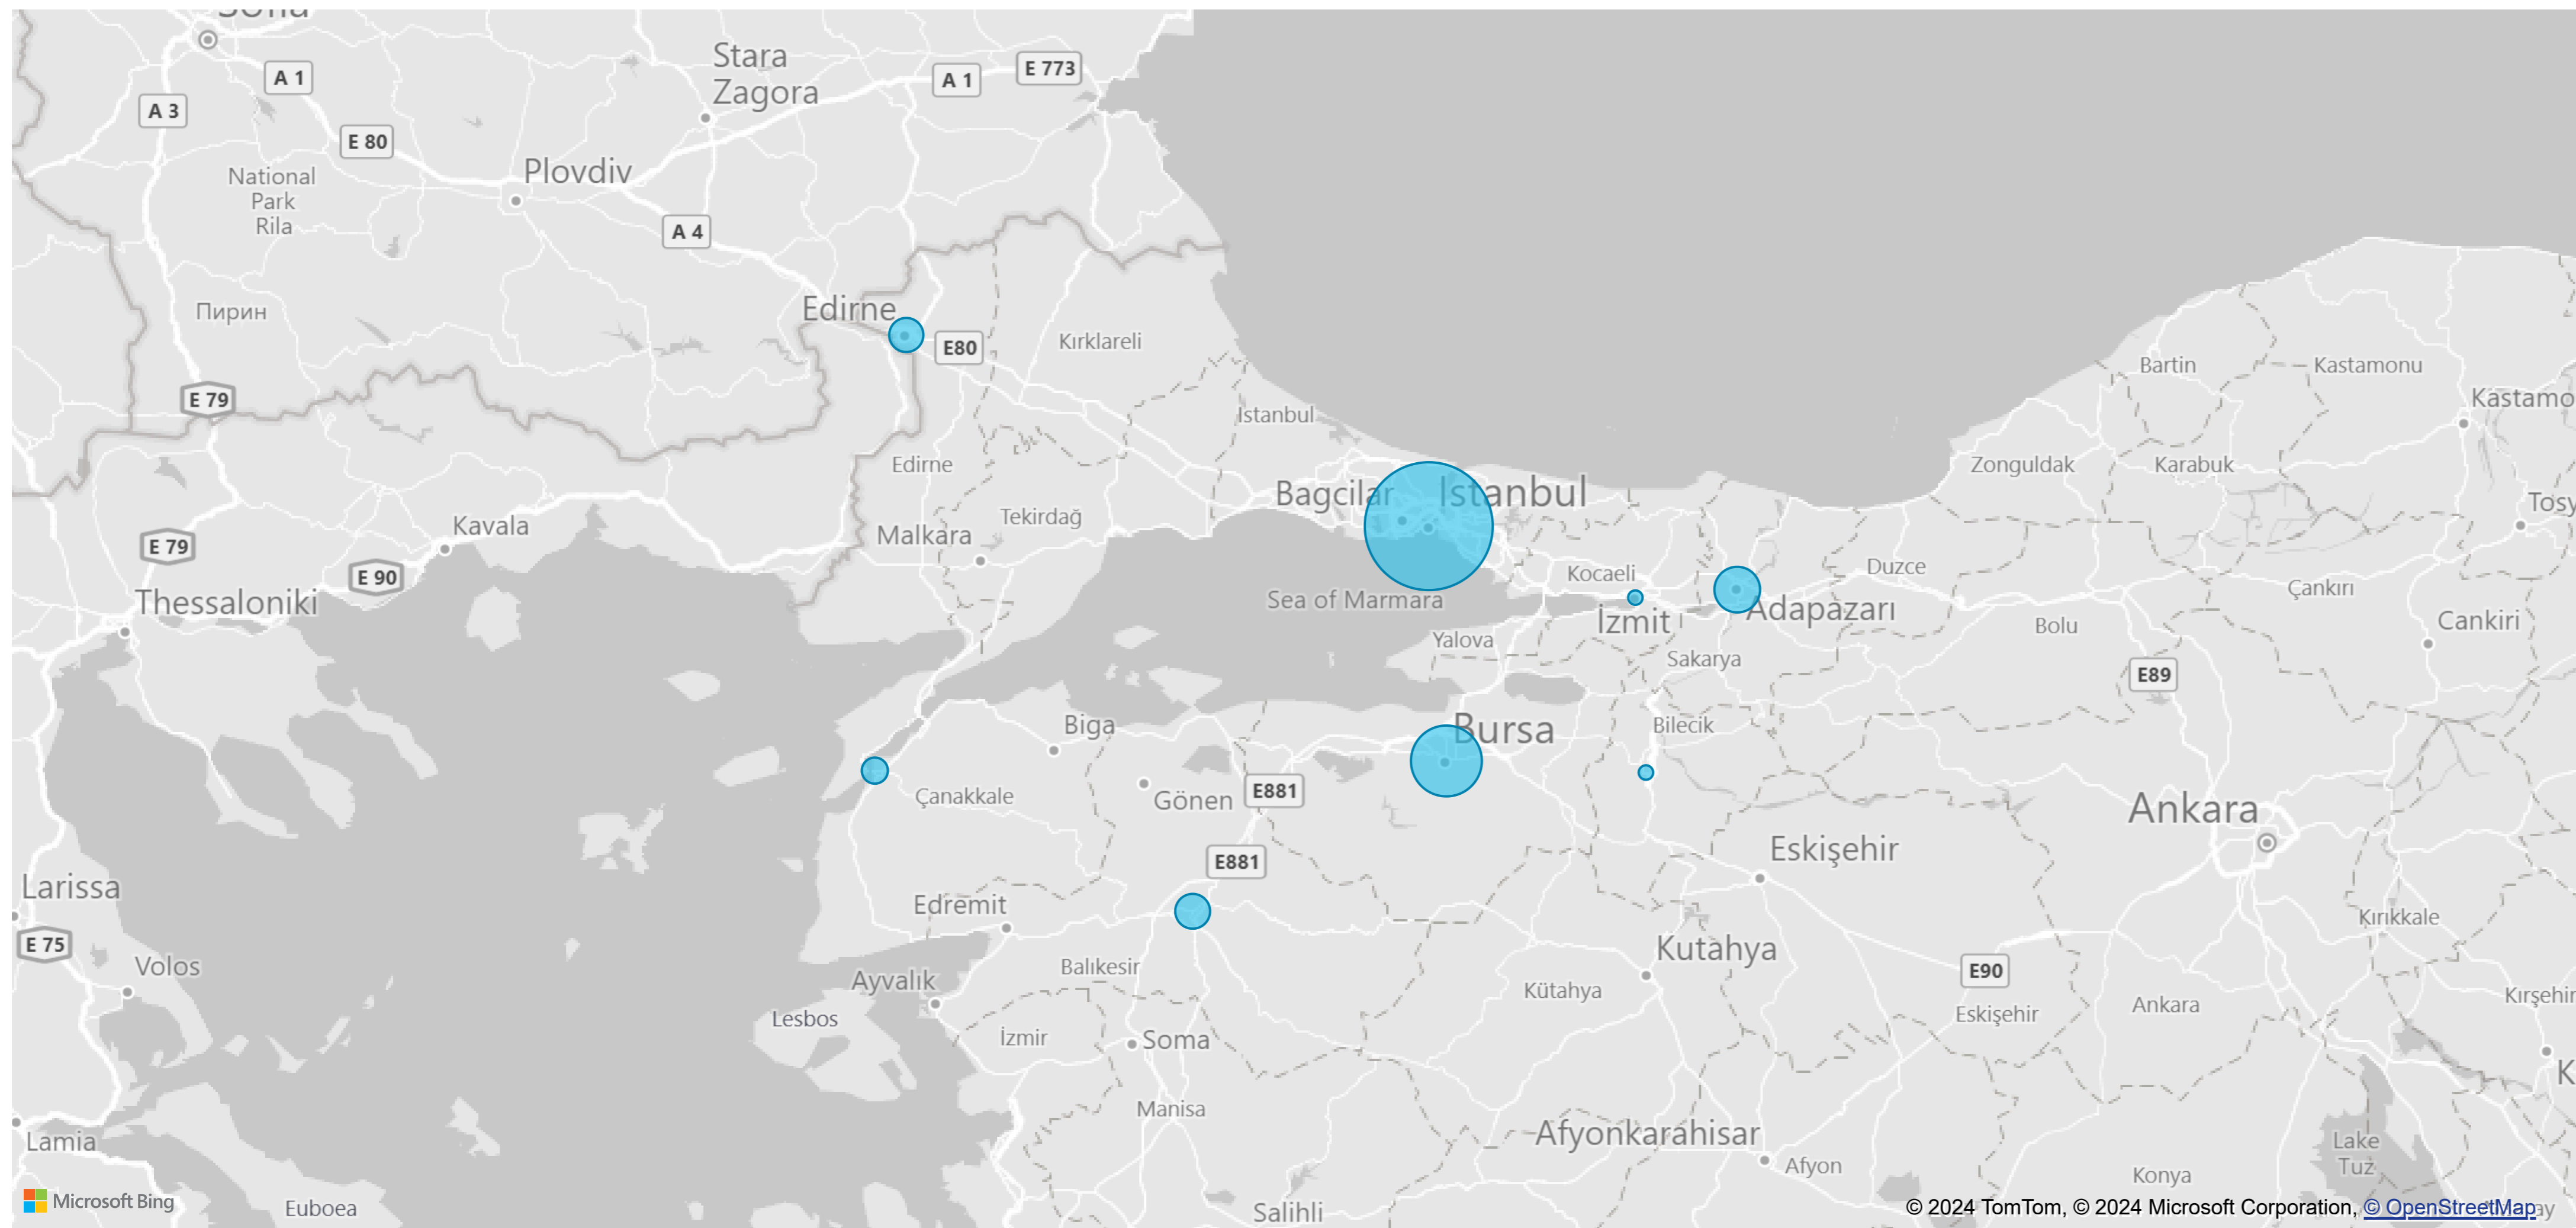 Sofia
Stara
Zagora
A 1
A 1
E 773
A 3
E 80
National
Park
Rila
Plovdiv
A 4
Пирин
Edirne
E80
Kırklareli
Bartin
Kastamonu
E 79
Kastamo
Istanbul
Edirne
Zonguldak
Karabuk
Bagcilar
Istanbul
Tosy
Kavala
Malkara
Tekirdağ
E 79
E 90
Kocaeli
Duzce
Çankırı
Thessaloniki
Sea of Marmara
Adapazarı
İzmit
Cankiri
Yalova
Bolu
Sakarya
E89
Biga
Bursa
Bilecik
Çanakkale
Gönen
E881
Ankara
Eskişehir
E881
Larissa
Edremit
Kırıkkale
E 75
Volos
Balıkesir
Kutahya
E90
Ayvalık
Kütahya
Kırşehir
Lesbos
Eskişehir
Ankara
İzmir
Soma
K
Manisa
Lamia
Afyonkarahisar
Afyon
Lake
Tuz
Konya
Microsoft Bing
Euboea
Salihli
© 2024 TomTom, © 2024 Microsoft Corporation, © OpenStreetMap
ay